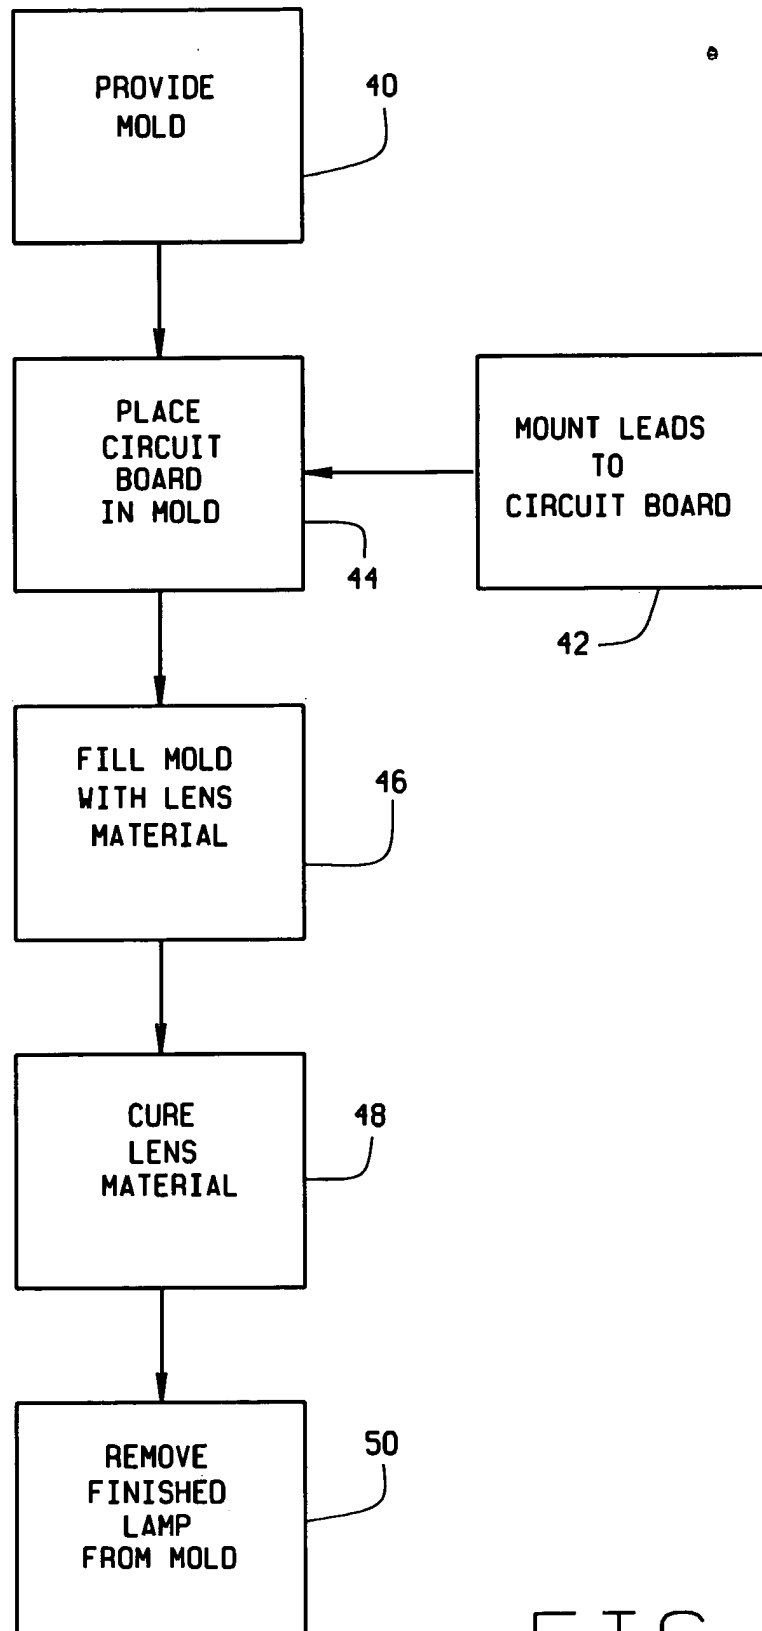 PROVIDE
MOLD
40
PLACE
CIRCUIT
BOARD
IN MOLD
44
MOUNT LEADS
TO
CIRCUIT BOARD
42
FILL MOLD
WITH LENS
MATERIAL
46
CURE
LENS
MATERIAL
48
REMOVE
FINISHED
LAMP
FROM MOLD
50
FIG